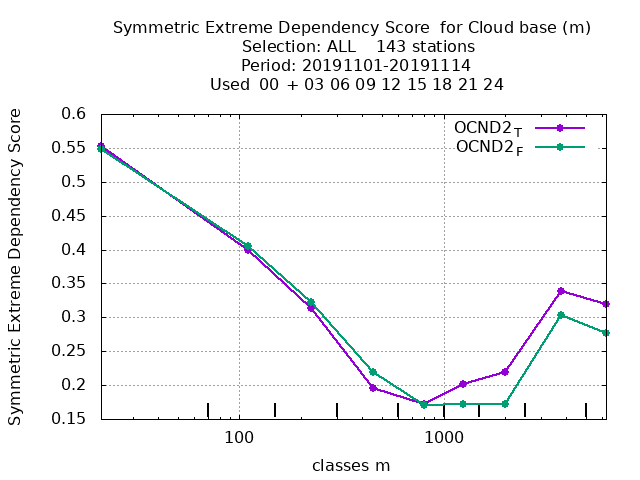 Symmetric Extreme Dependency Score  for Cloud base (m)
Selection: ALL    143 stations
Period: 20191101-20191114
Used  00 + 03 06 09 12 15 18 21 24
Symmetric Extreme Dependency Score
0.6
0.55
0.5
0.45
0.4
0.35
0.3
0.25
0.2
0.15
OCND2T
OCND2F
100 1000
classes m